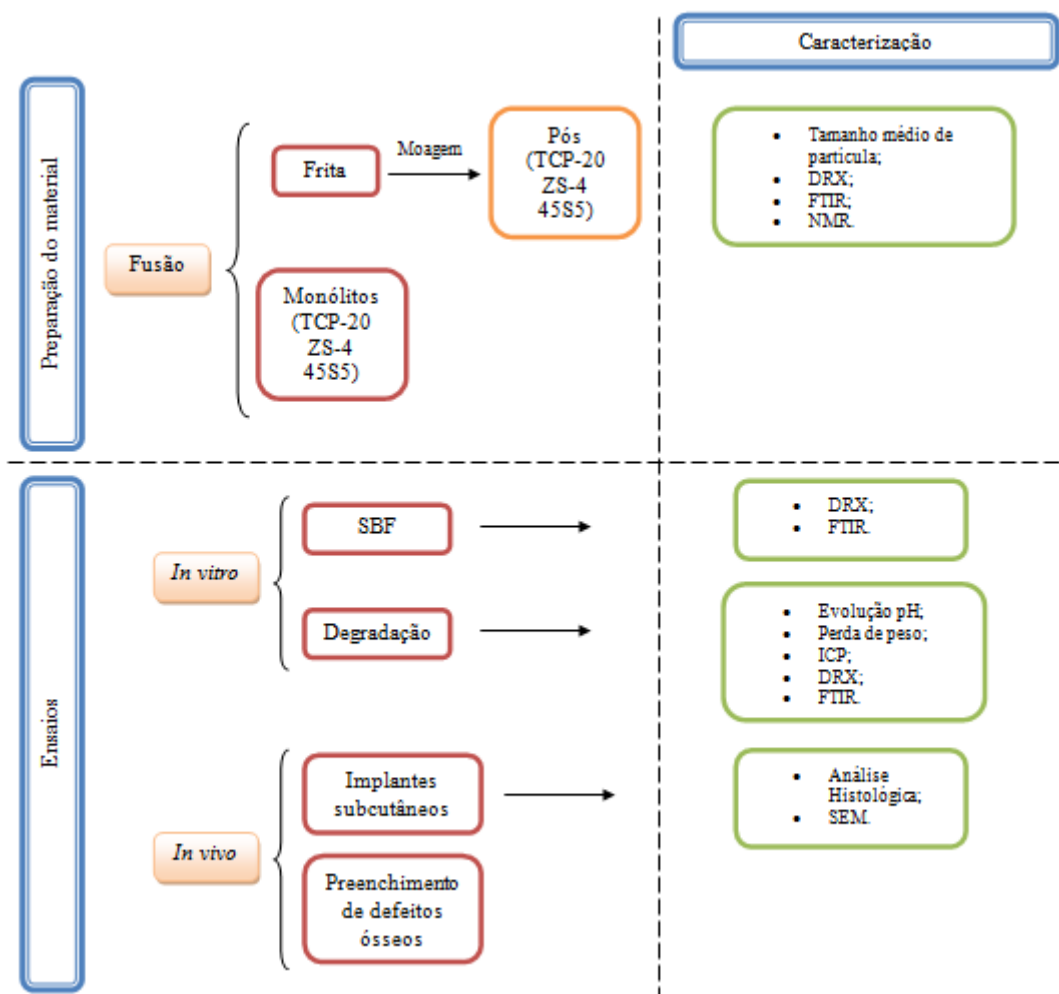 Caracterização
Preparação do material
Fusão
Frita
Moagem
Pós
(TCP-20
ZS-4
45S5)
Monólitos
(TCP-20
ZS-4
45S5)
• Tamanho médio de
partícula;
• DRX;
• FTIR;
• NMR.
Ensaios
In vitro
SBF
• DRX;
• FTIR.
Degradação
• Evolução pH;
• Perda de peso;
• ICP;
• DRX;
• FTIR.
In vivo
Implantes
subcutâneos
• Análise
Histológica;
• SEM.
Preenchimento
de defeitos
ósseos